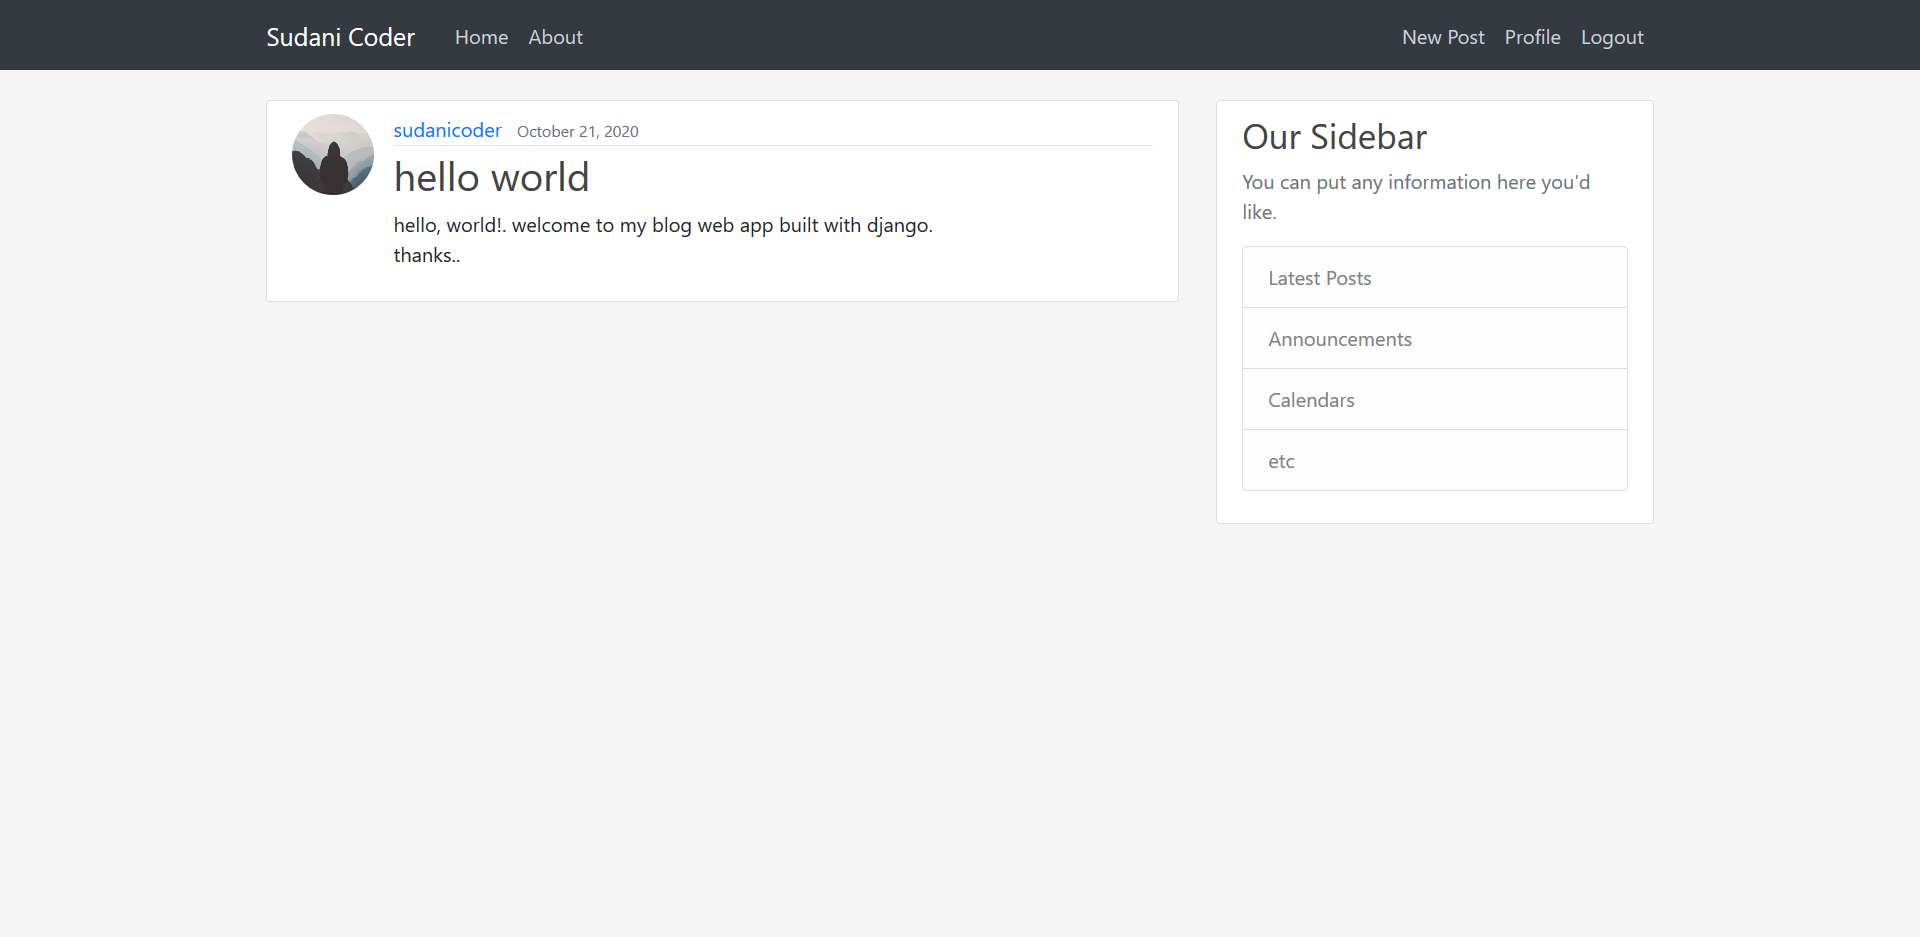 Sudani Coder Home About New Post Profile Logout
sudanicoder October 21, 2020
hello world
hello, world!. welcome to my blog web app built with django.
thanks..
Our Sidebar
You can put any information here you'd
like.
Latest Posts
Announcements
Calendars
etc